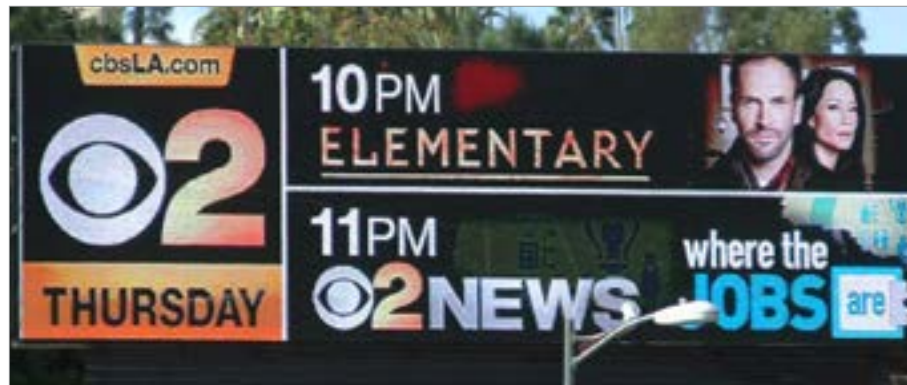 cbsLA.com
2
THURSDAY
10PM
ELEMENTARY
11PM
2NEWS
where the
JOBS are